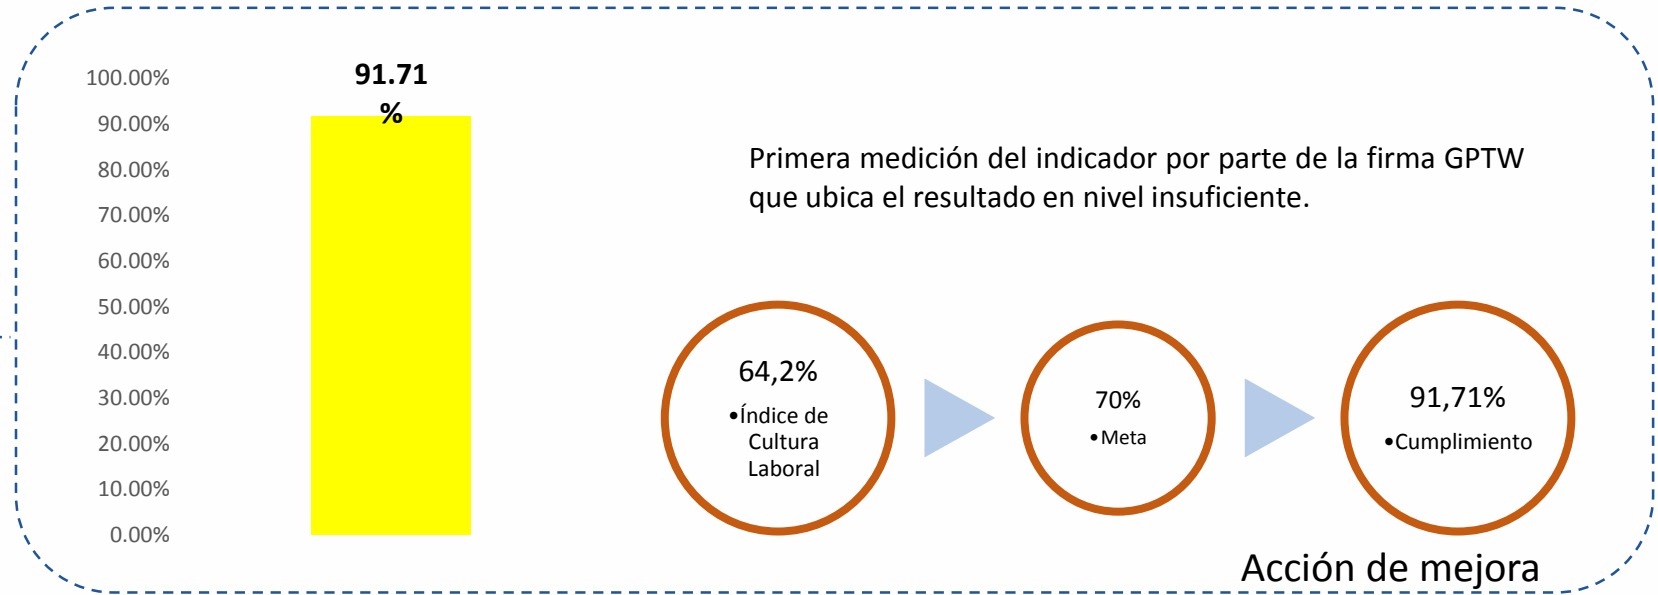 100.00%
90.00%
80.00%
70.00%
60.00%
50.00%
40.00%
30.00%
20.00%
10.00%
0.00%
91.71
%
Primera medición del indicador por parte de la firma GPTW
que ubica el resultado en nivel insuficiente.
64,2%
•Índice de
Cultura
Laboral
70%
•Meta
91,71%
•Cumplimiento
Acción de mejora